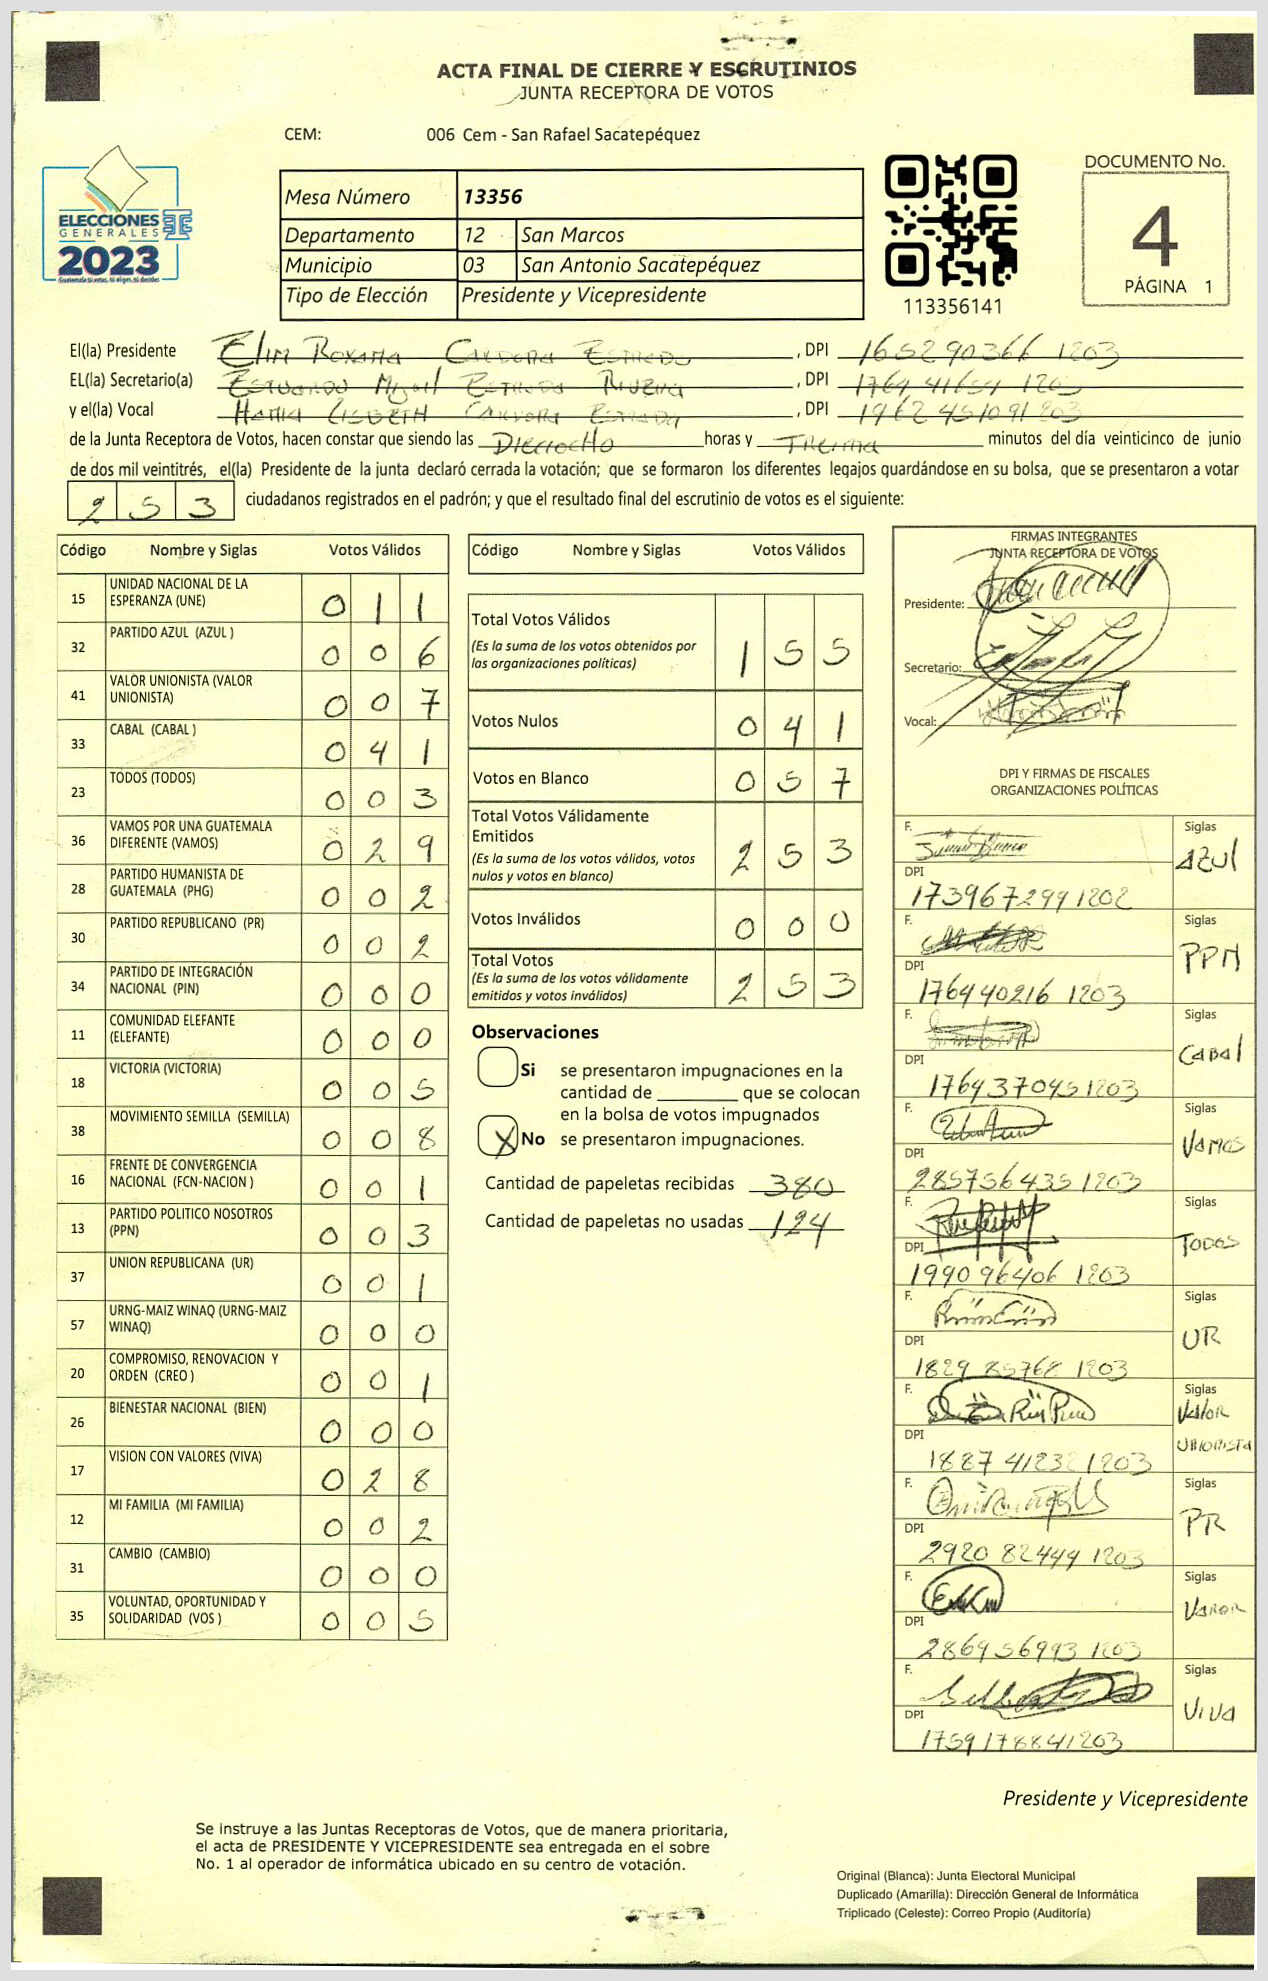 ACTA FINAL DE CIERRE Y ESCRUTINIOS
JUNTA RECEPTORA DE VOTOS
CEM: 006 Cem - San Rafael Sacatepéquez
ELECCIONES
GENERALES
2023
Mesa Número 13356
Departamento 12 San Marcos
Municipio 03 San Antonio Sacatepéquez
Tipo de Elección Presidente y Vicepresidente
113356141
DOCUMENTO No.
4
PÁGINA 1
El(la) Presidente Elin Roxana Cardona Estrada, DPI 165290366 1203
EL(la) Secretario(a) Estuardo Estrada Rivera, DPI 1764 41654 1203
y el(la) Vocal Lisbeth Cardona Estrada, DPI 1962 451091203
de la Junta Receptora de Votos, hacen constar que siendo las Dieciocho horas y Treinta minutos del día veinticinco de junio
de dos mil veintitrés, el(la) Presidente de la junta declaró cerrada la votación; que se formaron los diferentes legajos guardándose en su bolsa, que se presentaron a votar
2 5 3 ciudadanos registrados en el padrón; y que el resultado final del escrutinio de votos es el siguiente:
Código Nombre y Siglas Votos Válidos
15 UNIDAD NACIONAL DE LA ESPERANZA (UNE) 0 1 1
32 PARTIDO AZUL (AZUL ) 0 0 6
41 VALOR UNIONISTA (VALOR UNIONISTA) 0 0 7
33 CABAL (CABAL ) 0 4 1
23 TODOS (TODOS) 0 0 3
36 VAMOS POR UNA GUATEMALA DIFERENTE (VAMOS) 0 2 9
28 PARTIDO HUMANISTA DE GUATEMALA (PHG) 0 0 2
30 PARTIDO REPUBLICANO (PR) 0 0 2
34 PARTIDO DE INTEGRACIÓN NACIONAL (PIN) 0 0 0
11 COMUNIDAD ELEFANTE (ELEFANTE) 0 0 0
18 VICTORIA (VICTORIA) 0 0 5
38 MOVIMIENTO SEMILLA (SEMILLA) 0 0 8
16 FRENTE DE CONVERGENCIA NACIONAL (FCN-NACION ) 0 0 1
13 PARTIDO POLITICO NOSOTROS (PPN) 0 0 3
37 UNION REPUBLICANA (UR) 0 0 1
57 URNG-MAIZ WINAQ (URNG-MAIZ WINAQ) 0 0 0
20 COMPROMISO, RENOVACION Y ORDEN (CREO ) 0 0 1
26 BIENESTAR NACIONAL (BIEN) 0 0 0
17 VISION CON VALORES (VIVA) 0 2 8
12 MI FAMILIA (MI FAMILIA) 0 0 2
31 CAMBIO (CAMBIO) 0 0 0
35 VOLUNTAD, OPORTUNIDAD Y SOLIDARIDAD (VOS ) 0 0 5
Código Nombre y Siglas Votos Válidos
Total Votos Válidos 1 5 5
(Es la suma de los votos obtenidos por
las organizaciones políticas)
Votos Nulos 0 4 1
Votos en Blanco 0 5 7
Total Votos Válidamente
Emitidos 2 5 3
(Es la suma de los votos válidos, votos
nulos y votos en blanco)
Votos Inválidos 0 0 0
Total Votos 2 5 3
(Es la suma de los votos válidamente
emitidos y votos inválidos)
Observaciones
Si se presentaron impugnaciones en la
cantidad de ________ que se colocan
en la bolsa de votos impugnados
X No se presentaron impugnaciones.
Cantidad de papeletas recibidas 380
Cantidad de papeletas no usadas 124
FIRMAS INTEGRANTES
JUNTA RECEPTORA DE VOTOS
Presidente:
Secretario:
Vocal:
DPI Y FIRMAS DE FISCALES
ORGANIZACIONES POLÍTICAS
F. Siglas AZUL
DPI 173967299 1202
F. Siglas PPN
DPI 176440216 1203
F. Siglas CABAL
DPI 1764370451203
F. Siglas VAMOS
DPI 285756435 1203
F. Siglas TODOS
DPI 1990 96406 1203
F. Siglas UR
DPI 1829 85768 1203
F. Siglas VALOR UNIONISTA
DPI 1887 41232 1203
F. Siglas PR
DPI 2920 82449 1203
F. Siglas
DPI 2869 56993 1203
F. Siglas VIVA
DPI 1759178841203
Presidente y Vicepresidente
Se instruye a las Juntas Receptoras de Votos, que de manera prioritaria,
el acta de PRESIDENTE Y VICEPRESIDENTE sea entregada en el sobre
No. 1 al operador de informática ubicado en su centro de votación.
Original (Blanca): Junta Electoral Municipal
Duplicado (Amarilla): Dirección General de Informática
Triplicado (Celeste): Correo Propio (Auditoría)